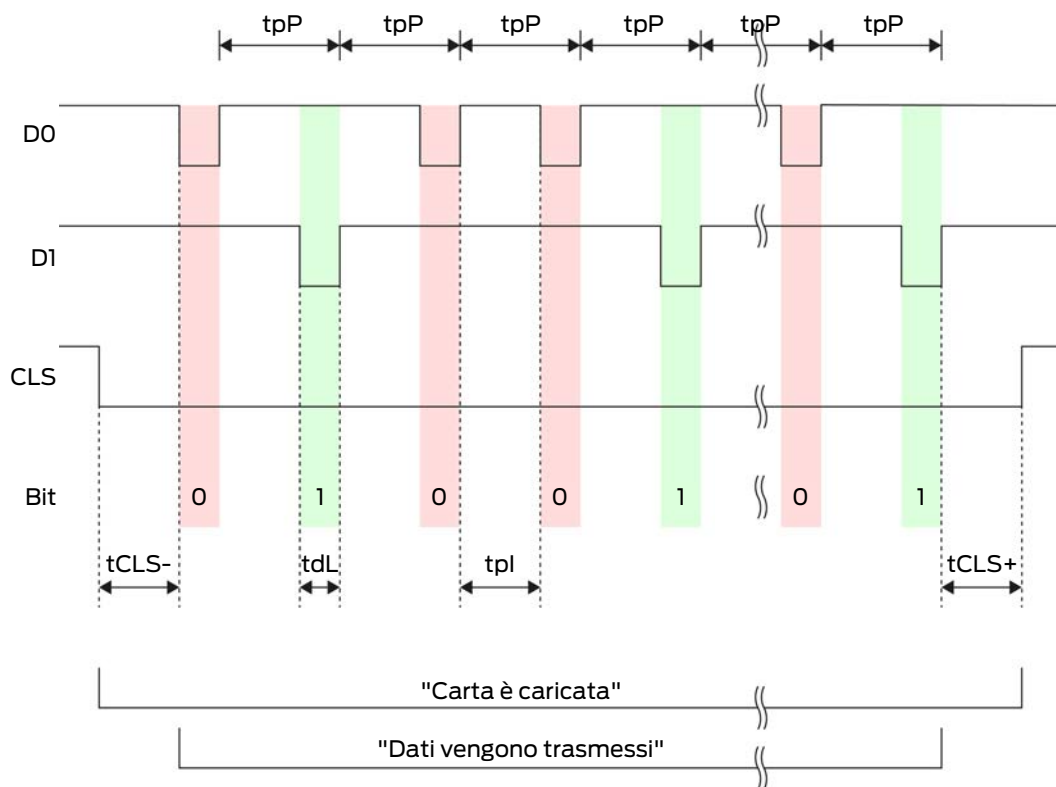 tpP tpP tpP tpP tpP tpP
D0
D1
CLS
Bit 0 1 0 0 1 0 1
tCLS- tdL tpl tCLS+
"Carta è caricata"
"Dati vengono trasmessi"